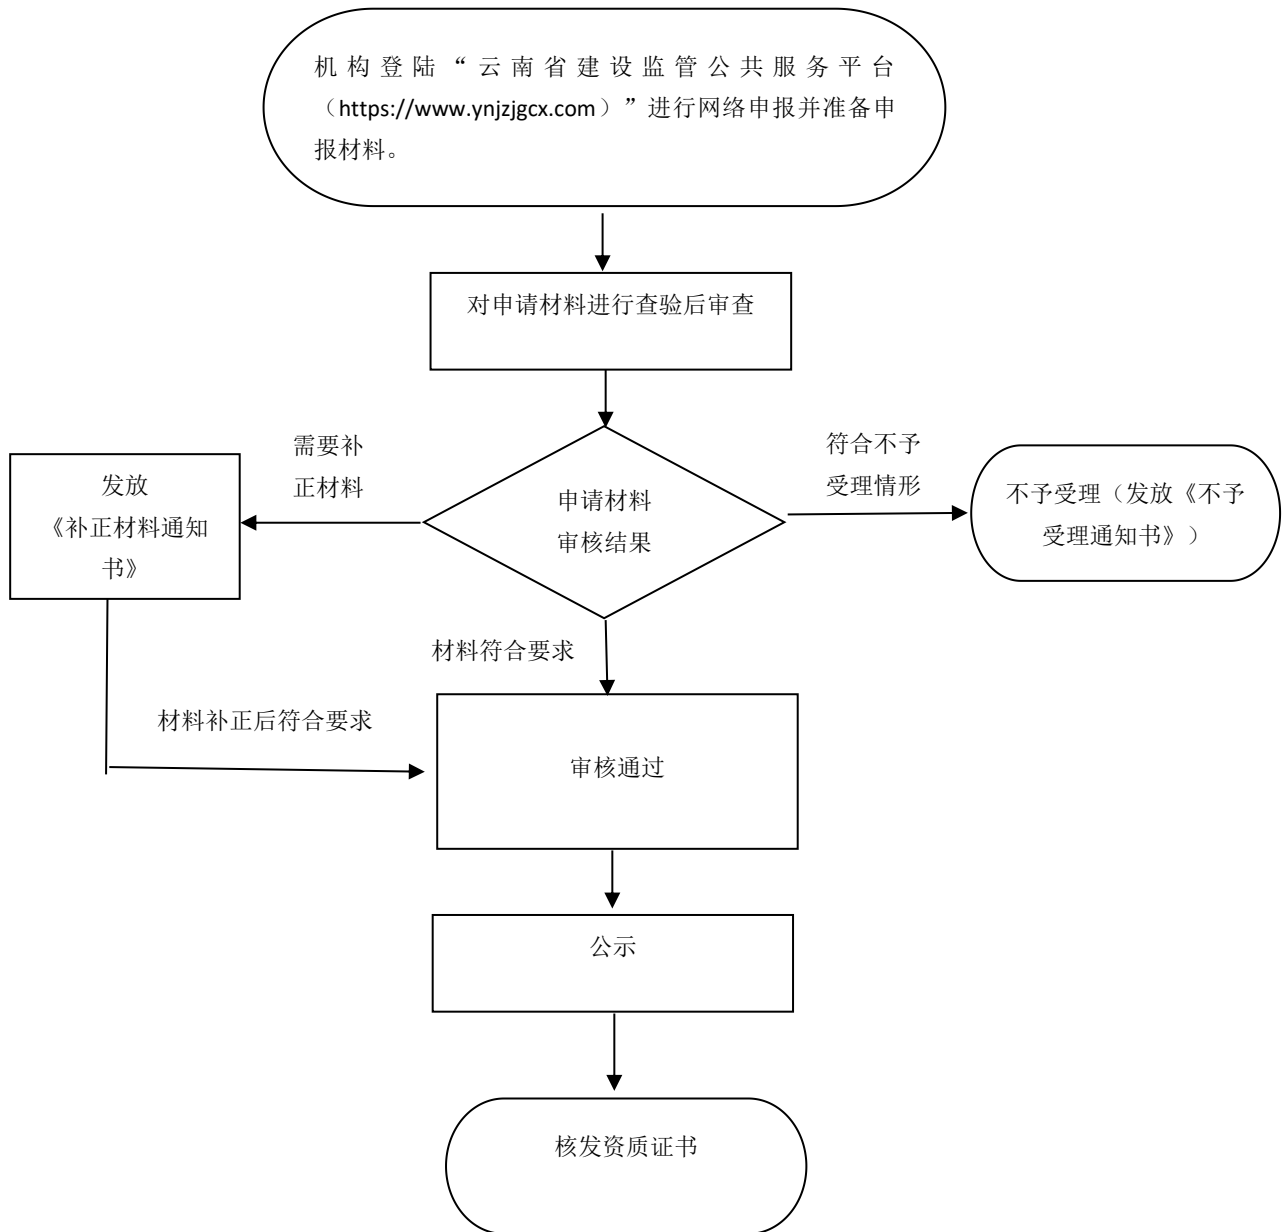 机构登陆“云南省建设监管公共服务平台
（https://www.ynjzjgcx.com）”进行网络申报并准备申
报材料。
对申请材料进行查验后审查
需要补
正材料
符合不予
受理情形
发放
《补正材料通知
书》
申请材料
审核结果
不予受理（发放《不予
受理通知书》）
材料符合要求
材料补正后符合要求
审核通过
公示
核发资质证书